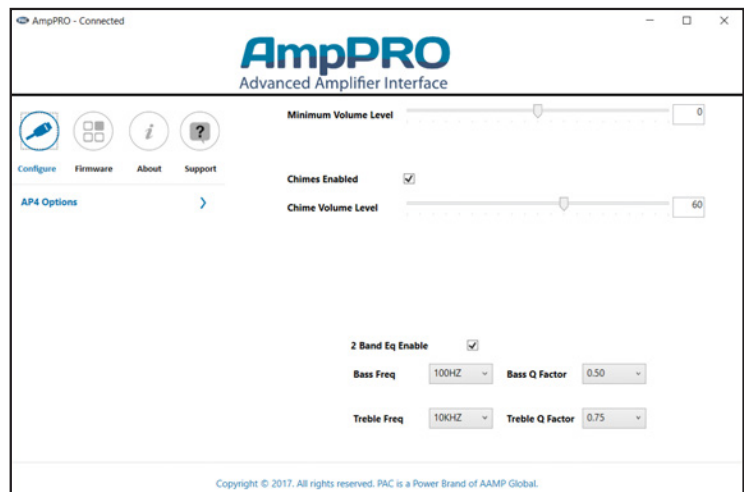 PAC AmpPRO - Connected
AmpPRO
Advanced Amplifier Interface
Configure Firmware About Support
AP4 Options
Minimum Volume Level 0
Chimes Enabled
Chime Volume Level 60
2 Band Eq Enable
Bass Freq 100HZ Bass Q Factor 0.50
Treble Freq 10KHZ Treble Q Factor 0.75
Copyright © 2017. All rights reserved. PAC is a Power Brand of AAMP Global.